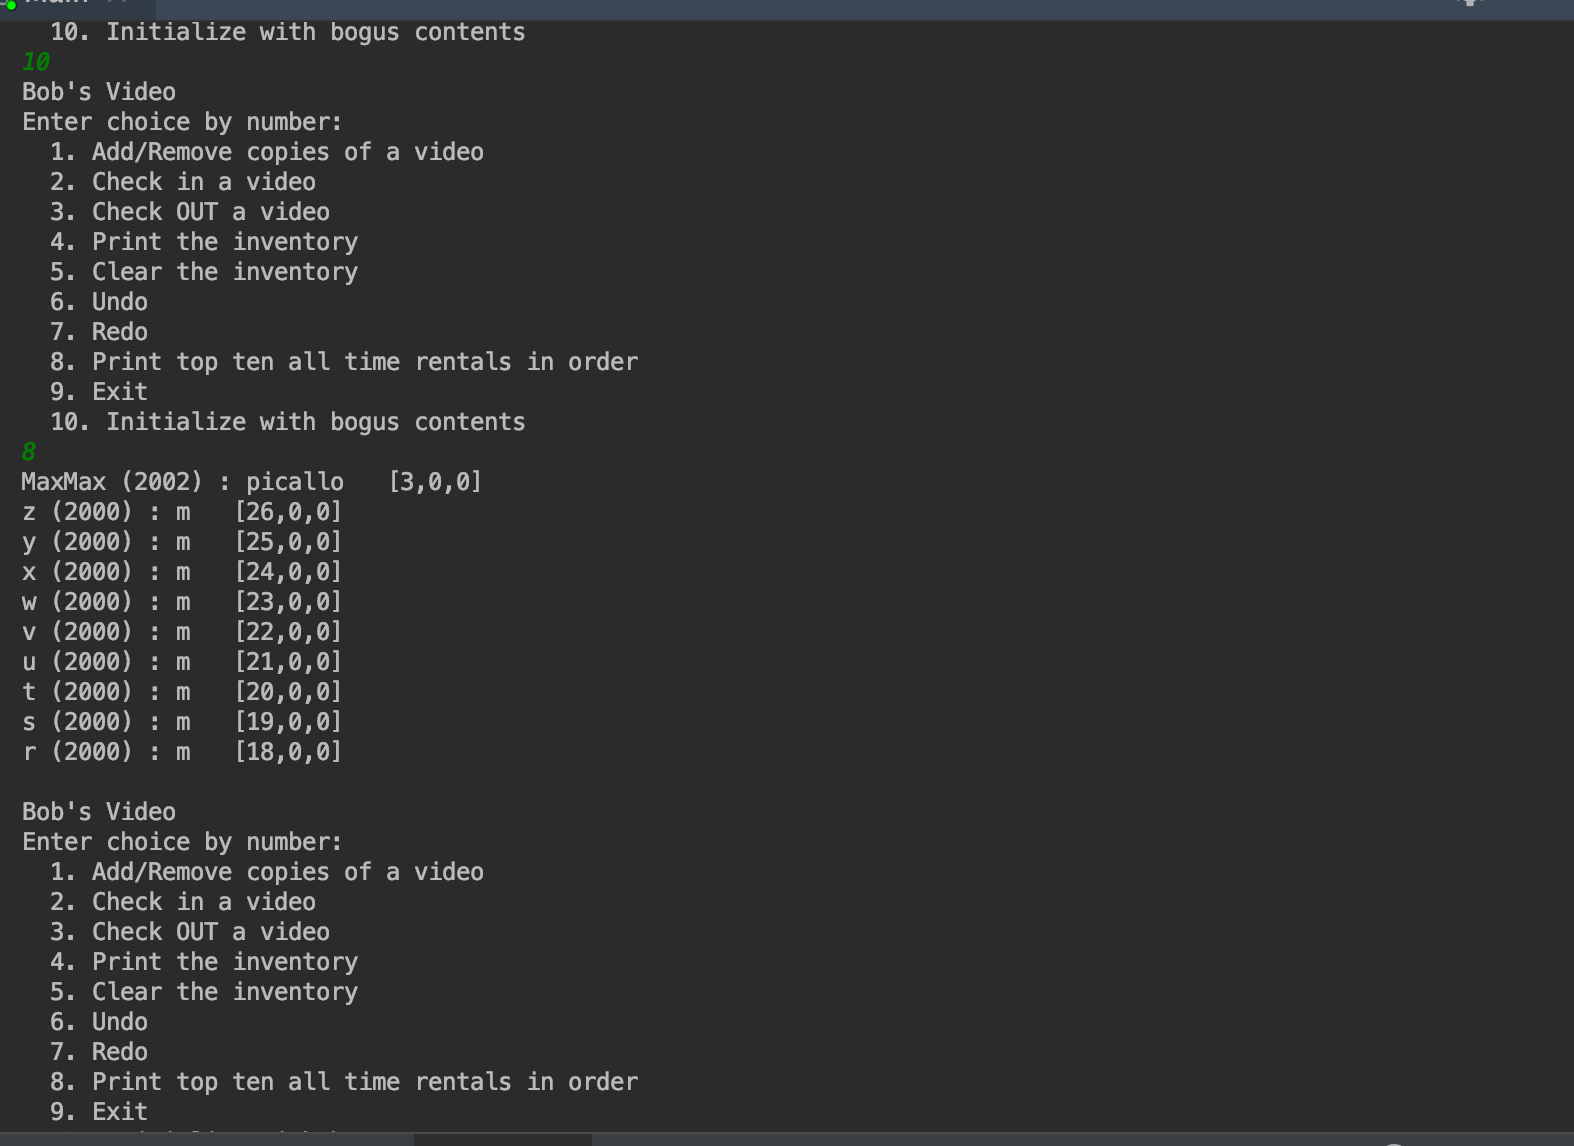 10. Initialize with bogus contents
10
Bob's Video
Enter choice by number:
1. Add/Remove copies of a video
2. Check in a video
3. Check OUT a video
4. Print the inventory
5. Clear the inventory
6. Undo
7. Redo
8. Print top ten all time rentals in order
9. Exit
10. Initialize with bogus contents
8
MaxMax (2002) : picallo [3,0,0]
z (2000) : m [26,0,0]
y (2000) : m [25,0,0]
x (2000) : m [24,0,0]
w (2000) : m [23,0,0]
v (2000) : m [22,0,0]
u (2000) : m [21,0,0]
t (2000) : m [20,0,0]
s (2000) : m [19,0,0]
r (2000) : m [18,0,0]
Bob's Video
Enter choice by number:
1. Add/Remove copies of a video
2. Check in a video
3. Check OUT a video
4. Print the inventory
5. Clear the inventory
6. Undo
7. Redo
8. Print top ten all time rentals in order
9. Exit